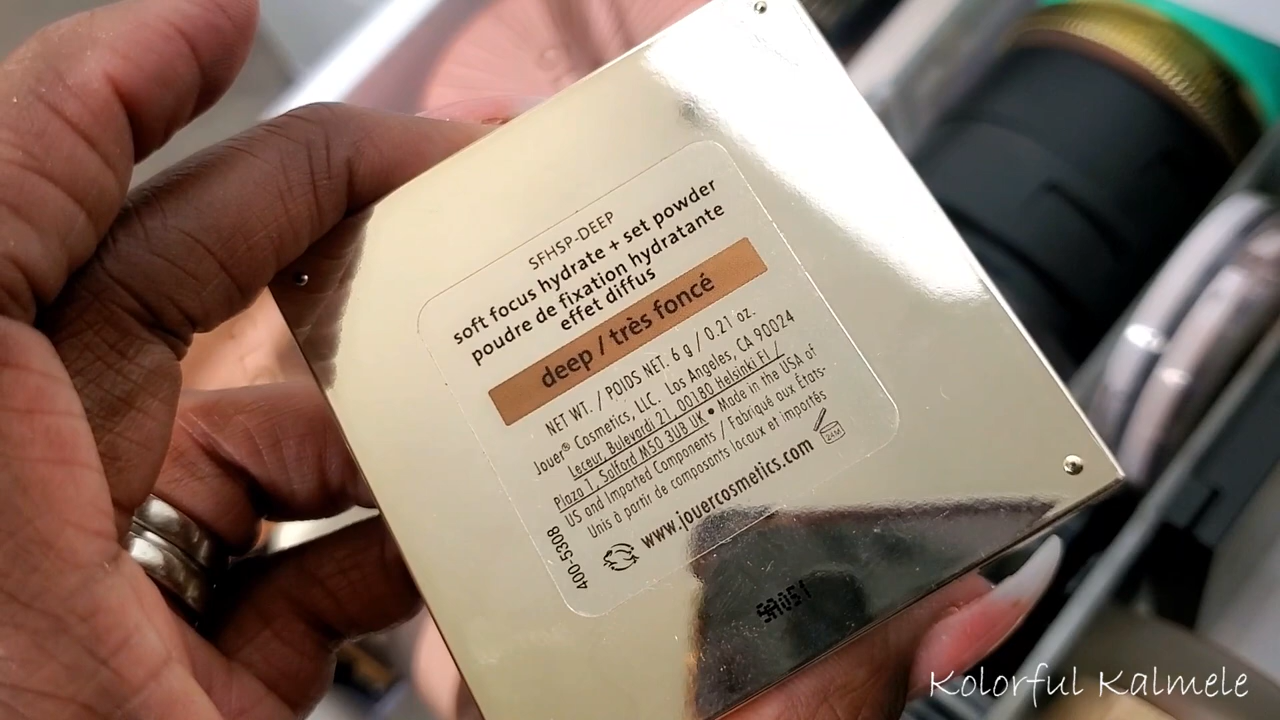 SFHSP-DEEP
soft focus hydrate + set powder
poudre de fixation hydratante
effet diffus
deep / très foncé
NET WT. / POIDS NET. 6 g / 0.21 oz.
Jouer® Cosmetics, LLC. Los Angeles, CA 90024
Leceur, Bulevardi 21, 00180 Helsinki FI /
Plaza 1, Salford M50 3UB UK • Made in the USA of
US and Imported Components / Fabriqué aux États-
Unis à partir de composants locaux et importés
www.jouercosmetics.com
24M
400-5308
Kolorful Kalmele